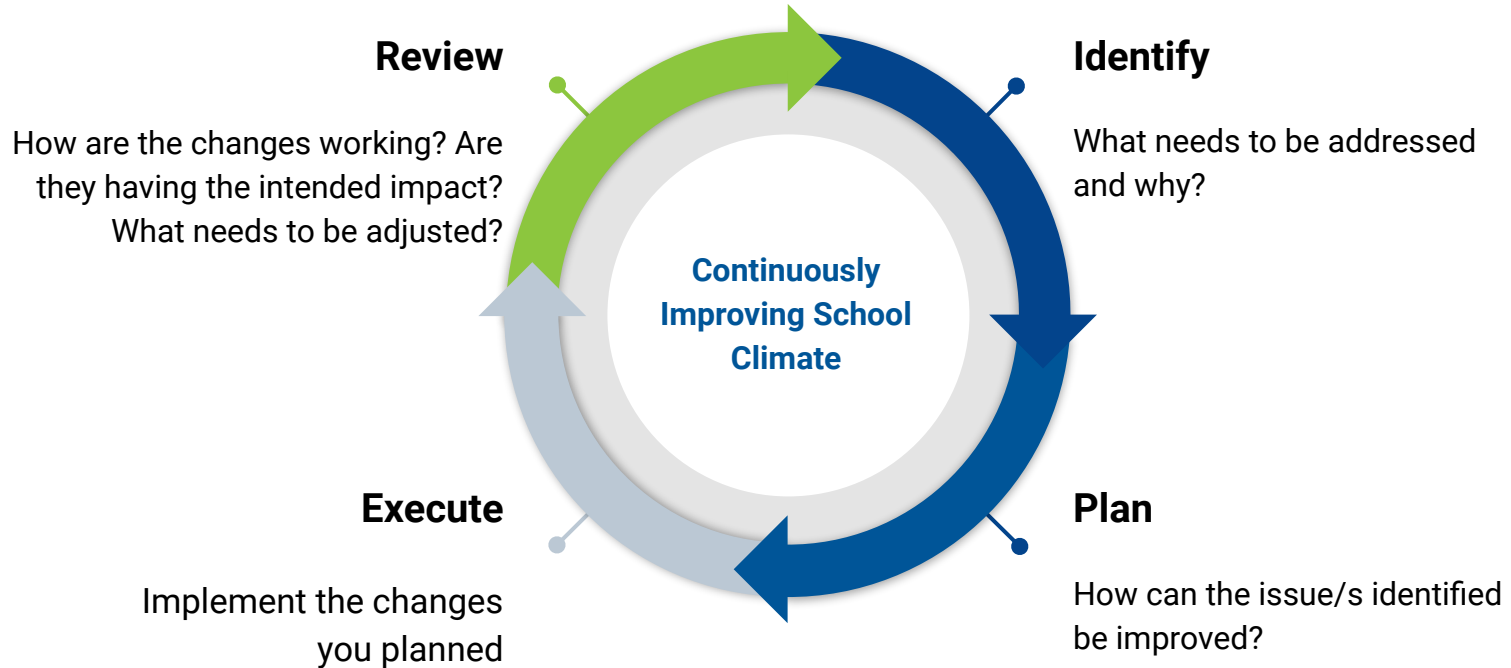 Review
How are the changes working? Are
they having the intended impact?
What needs to be adjusted?
Identify
What needs to be addressed
and why?
Continuously
Improving School
Climate
Execute
Implement the changes
you planned
Plan
How can the issue/s identified
be improved?